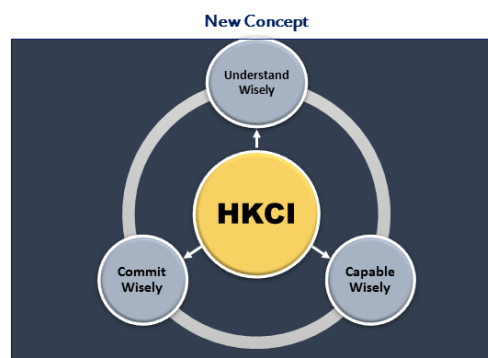 New Concept
Understand
Wisely
HKCI
Commit
Wisely
Capable
Wisely